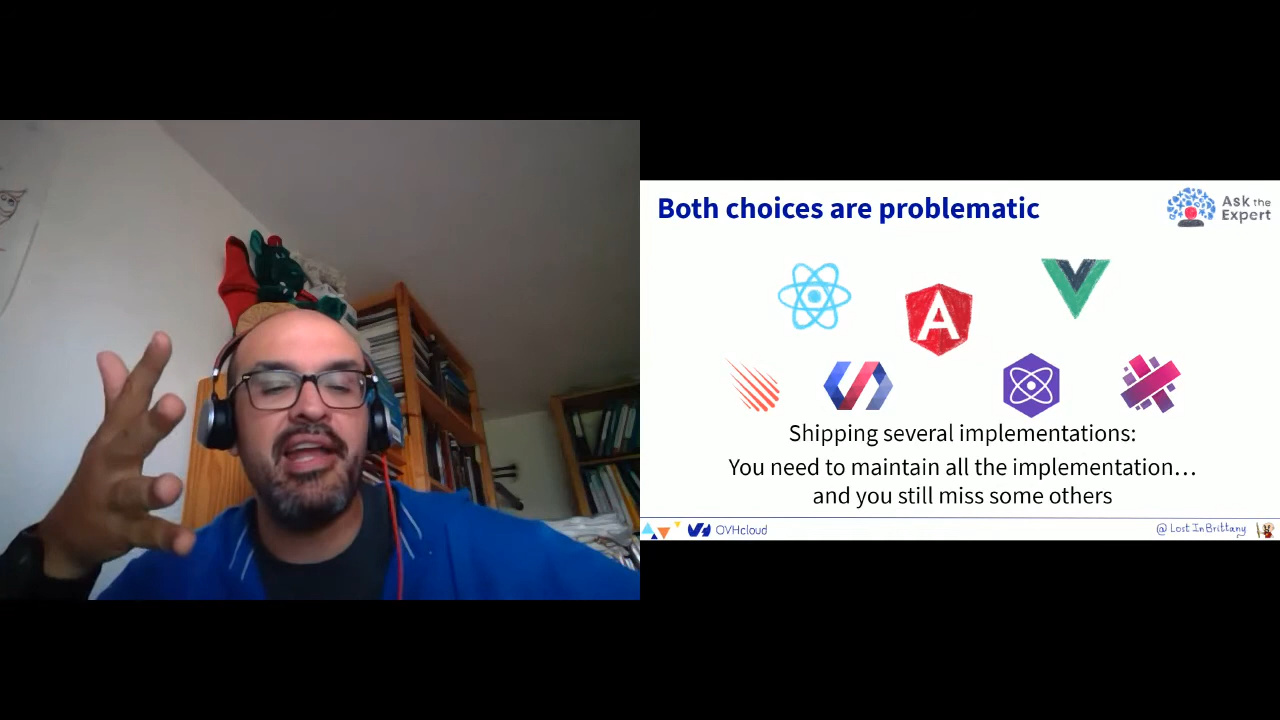 Both choices are problematic
Ask the
Expert
A
Shipping several implementations:
You need to maintain all the implementation…
and you still miss some others
OVHcloud
@LostInBrittany